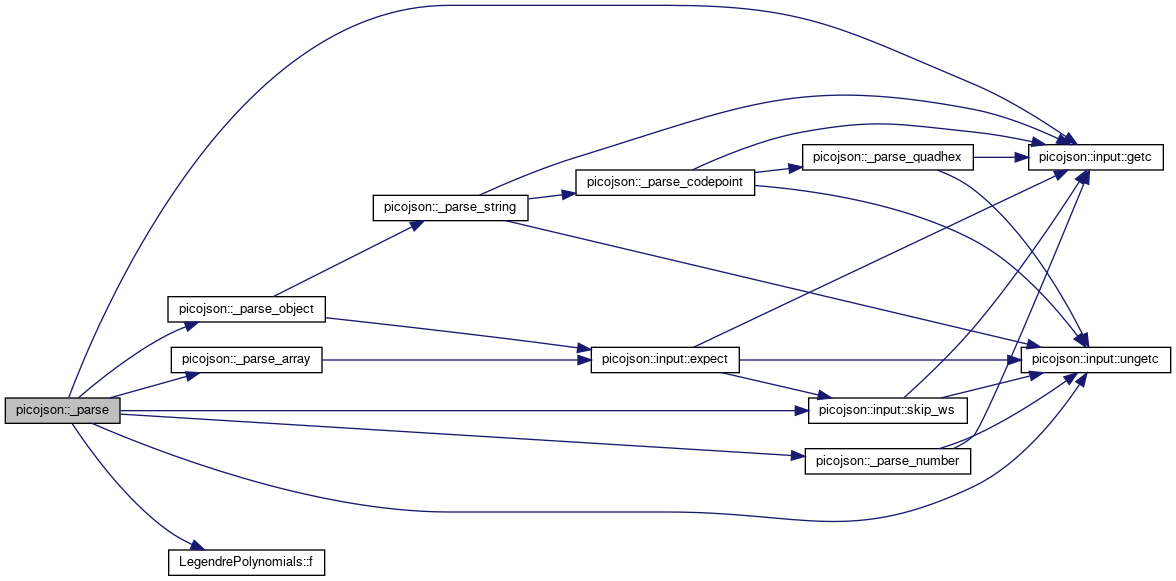 picojson::input::getc
picojson::_parse_quadhex
picojson::_parse_codepoint
picojson::_parse_string
picojson::_parse_object
picojson::_parse_array
picojson::input::expect
picojson::input::ungetc
picojson::_parse
picojson::input::skip_ws
picojson::_parse_number
LegendrePolynomials::f